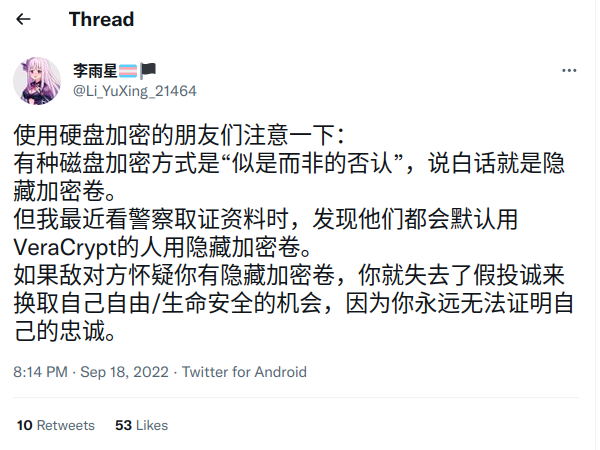 Thread
李雨星🏳️‍⚧️🏴
@Li_YuXing_21464
使用硬盘加密的朋友们注意一下：
有种磁盘加密方式是“似是而非的否认”，说白话就是隐
藏加密卷。
但我最近看警察取证资料时，发现他们都会默认用
VeraCrypt的人用隐藏加密卷。
如果敌对方怀疑你有隐藏加密卷，你就失去了假投诚来
换取自己自由/生命安全的机会，因为你永远无法证明自
己的忠诚。
8:14 PM · Sep 18, 2022 · Twitter for Android
10 Retweets 53 Likes